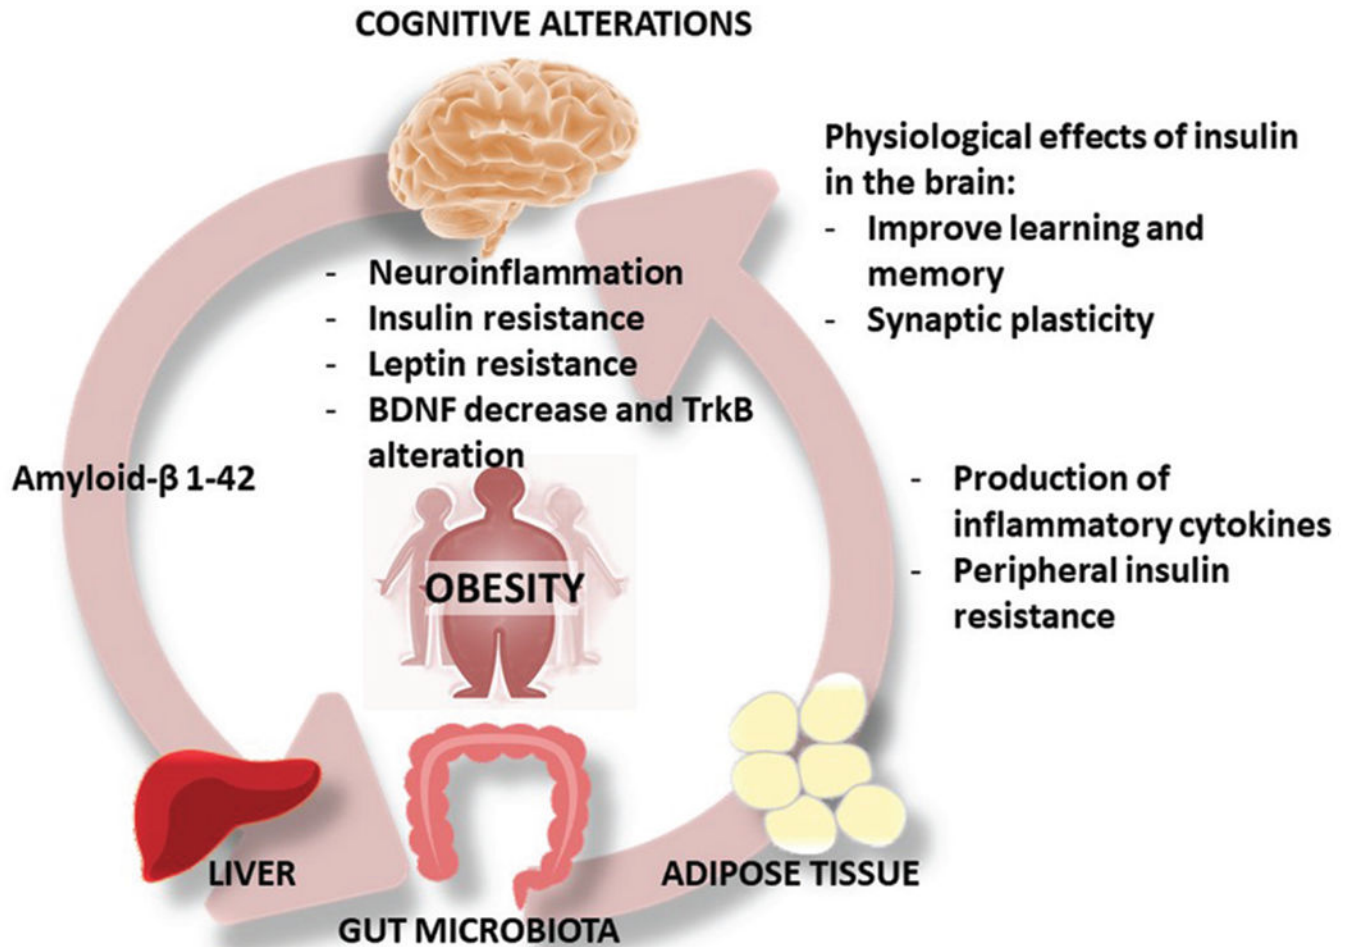 COGNITIVE ALTERATIONS
Physiological effects of insulin
in the brain:
- Improve learning and
memory
- Synaptic plasticity
- Neuroinflammation
- Insulin resistance
- Leptin resistance
- BDNF decrease and TrkB
alteration
Amyloid-β 1-42
- Production of
inflammatory cytokines
- Peripheral insulin
resistance
OBESITY
LIVER
ADIPOSE TISSUE
GUT MICROBIOTA